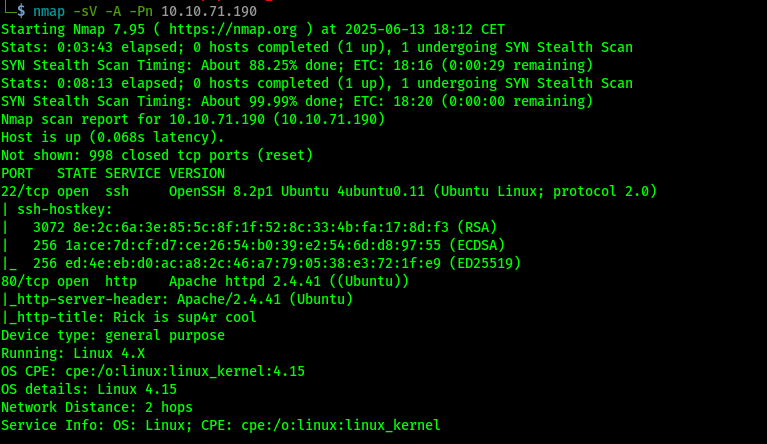 $ nmap -sV -A -Pn 10.10.71.190
Starting Nmap 7.95 ( https://nmap.org ) at 2025-06-13 18:12 CET
Stats: 0:03:43 elapsed; 0 hosts completed (1 up), 1 undergoing SYN Stealth Scan
SYN Stealth Scan Timing: About 88.25% done; ETC: 18:16 (0:00:29 remaining)
Stats: 0:08:13 elapsed; 0 hosts completed (1 up), 1 undergoing SYN Stealth Scan
SYN Stealth Scan Timing: About 99.99% done; ETC: 18:20 (0:00:00 remaining)
Nmap scan report for 10.10.71.190 (10.10.71.190)
Host is up (0.068s latency).
Not shown: 998 closed tcp ports (reset)
PORT   STATE SERVICE VERSION
22/tcp open  ssh     OpenSSH 8.2p1 Ubuntu 4ubuntu0.11 (Ubuntu Linux; protocol 2.0)
| ssh-hostkey:
|   3072 8e:2c:6a:3e:85:5c:8f:1f:52:8c:33:4b:fa:17:8d:f3 (RSA)
|   256 1a:ce:7d:cf:d7:ce:26:54:b0:39:e2:54:6d:d8:97:55 (ECDSA)
|_  256 ed:4e:eb:d0:ac:a8:2c:46:a7:79:05:38:e3:72:1f:e9 (ED25519)
80/tcp open  http    Apache httpd 2.4.41 ((Ubuntu))
|_http-server-header: Apache/2.4.41 (Ubuntu)
|_http-title: Rick is sup4r cool
Device type: general purpose
Running: Linux 4.X
OS CPE: cpe:/o:linux:linux_kernel:4.15
OS details: Linux 4.15
Network Distance: 2 hops
Service Info: OS: Linux; CPE: cpe:/o:linux:linux_kernel